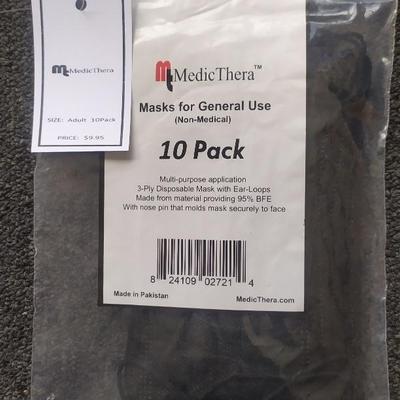 Mt MedicThera
SIZE: Adult 10Pack
PRICE: $9.95
Mt MedicThera™
Masks for General Use
(Non-Medical)
10 Pack
Multi-purpose application
3-Ply Disposable Mask with Ear-Loops
Made from material providing 95% BFE
With nose pin that molds mask securely to face
8 24109 02721 4
Made in Pakistan
MedicThera.com